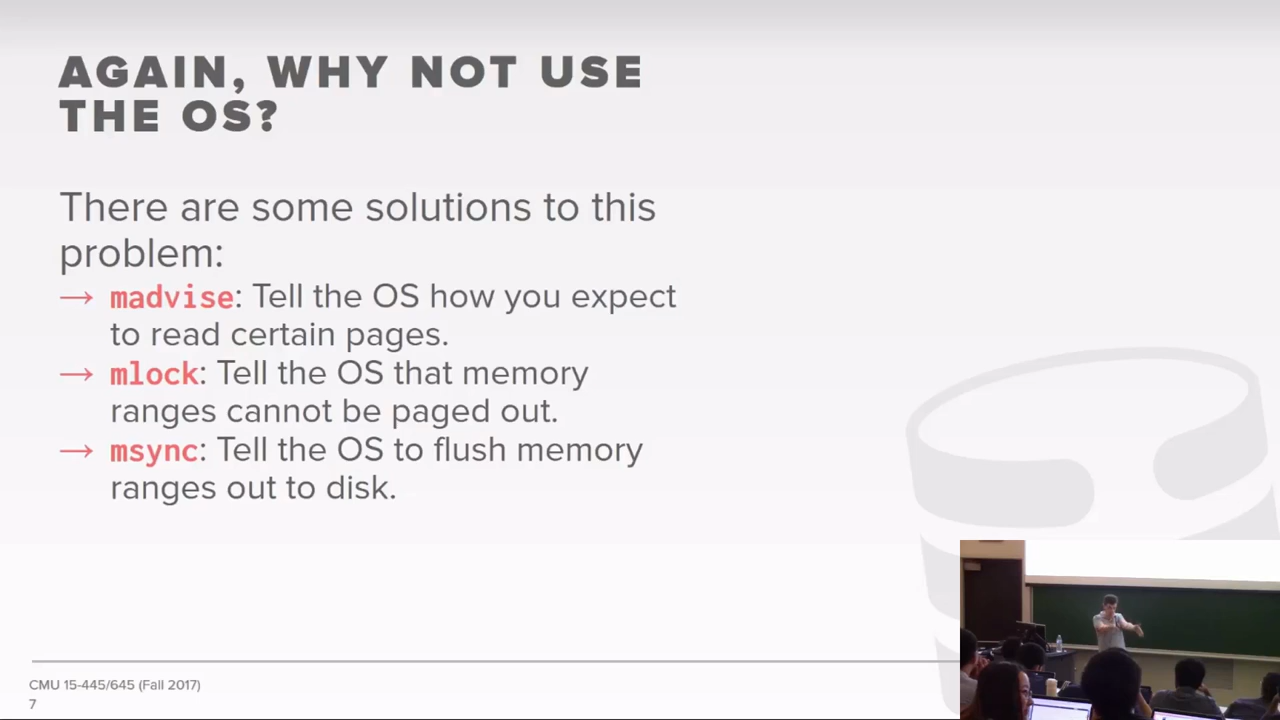 AGAIN, WHY NOT USE
THE OS?
There are some solutions to this
problem:
→ madvise: Tell the OS how you expect
to read certain pages.
→ mlock: Tell the OS that memory
ranges cannot be paged out.
→ msync: Tell the OS to flush memory
ranges out to disk.
CMU 15-445/645 (Fall 2017)
7